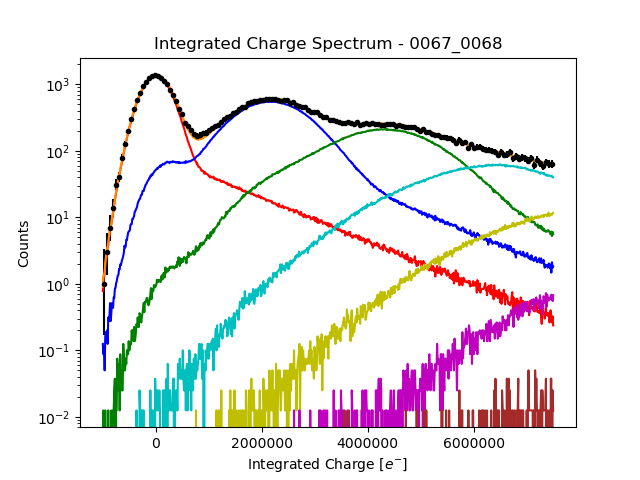 Integrated Charge Spectrum - 0067_0068
Counts
10³
10²
10¹
10⁰
10⁻¹
10⁻²
0 2000000 4000000 6000000
Integrated Charge [e⁻]